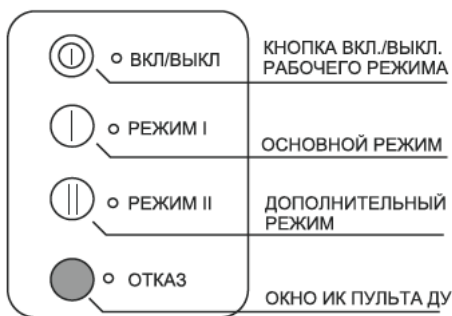 ВКЛ/ВЫКЛ
КНОПКА ВКЛ./ВЫКЛ.
РАБОЧЕГО РЕЖИМА
РЕЖИМ I
ОСНОВНОЙ РЕЖИМ
РЕЖИМ II
ДОПОЛНИТЕЛЬНЫЙ
РЕЖИМ
ОТКАЗ
ОКНО ИК ПУЛЬТА ДУ